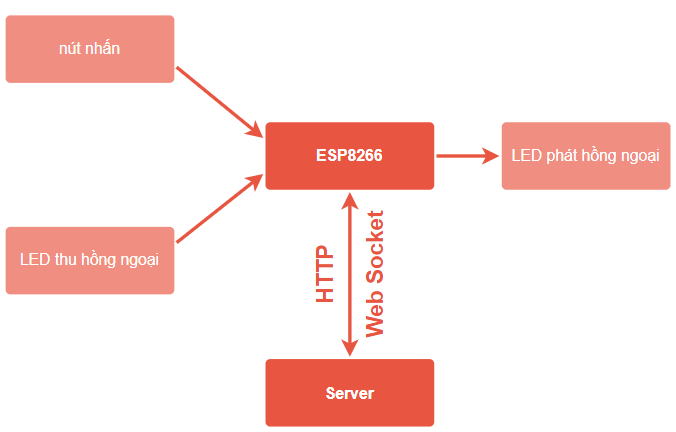 nút nhấn
ESP8266
LED phát hồng ngoại
LED thu hồng ngoại
HTTP
Web Socket
Server